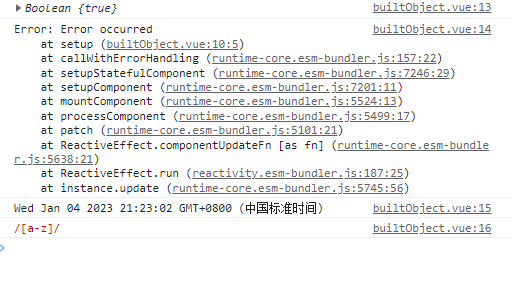 ▶ Boolean {true} builtObject.vue:13
Error: Error occurred builtObject.vue:14
at setup (builtObject.vue:10:5)
at callWithErrorHandling (runtime-core.esm-bundler.js:157:22)
at setupStatefulComponent (runtime-core.esm-bundler.js:7246:29)
at setupComponent (runtime-core.esm-bundler.js:7201:11)
at mountComponent (runtime-core.esm-bundler.js:5524:13)
at processComponent (runtime-core.esm-bundler.js:5499:17)
at patch (runtime-core.esm-bundler.js:5101:21)
at ReactiveEffect.componentUpdateFn [as fn] (runtime-core.esm-bundle
r.js:5638:21)
at ReactiveEffect.run (reactivity.esm-bundler.js:187:25)
at instance.update (runtime-core.esm-bundler.js:5745:56)
Wed Jan 04 2023 21:23:02 GMT+0800 (中国标准时间) builtObject.vue:15
/[a-z]/ builtObject.vue:16